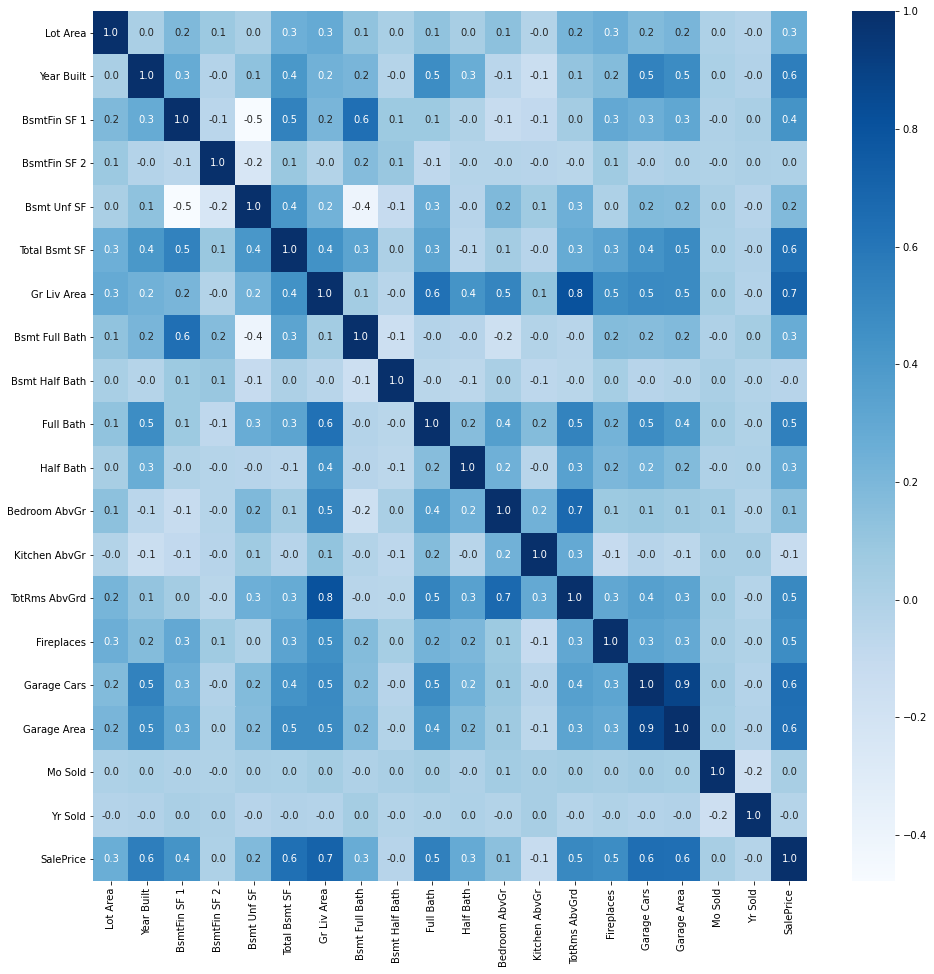 Lot Area 1.0 0.0 0.2 0.1 0.0 0.3 0.3 0.1 0.0 0.1 0.0 0.1 -0.0 0.2 0.3 0.2 0.2 0.0 -0.0 0.3
Year Built 0.0 1.0 0.3 -0.0 0.1 0.4 0.2 0.2 -0.0 0.5 0.3 -0.1 -0.1 0.1 0.2 0.5 0.5 0.0 -0.0 0.6
BsmtFin SF 1 0.2 0.3 1.0 -0.1 -0.5 0.5 0.2 0.6 0.1 0.1 -0.0 -0.1 -0.1 0.0 0.3 0.3 0.3 -0.0 0.0 0.4
BsmtFin SF 2 0.1 -0.0 -0.1 1.0 -0.2 0.1 -0.0 0.2 0.1 -0.1 -0.0 -0.0 -0.0 -0.0 0.1 -0.0 0.0 -0.0 0.0 0.0
Bsmt Unf SF 0.0 0.1 -0.5 -0.2 1.0 0.4 0.2 -0.4 -0.1 0.3 -0.0 0.2 0.1 0.3 0.0 0.2 0.2 0.0 -0.0 0.2
Total Bsmt SF 0.3 0.4 0.5 0.1 0.4 1.0 0.4 0.3 0.0 0.3 -0.1 0.1 -0.0 0.3 0.3 0.4 0.5 0.0 -0.0 0.6
Gr Liv Area 0.3 0.2 0.2 -0.0 0.2 0.4 1.0 0.1 -0.0 0.6 0.4 0.5 0.1 0.8 0.5 0.5 0.5 0.0 -0.0 0.7
Bsmt Full Bath 0.1 0.2 0.6 0.2 -0.4 0.3 0.1 1.0 -0.1 -0.0 -0.0 -0.2 -0.0 -0.0 0.2 0.2 0.2 -0.0 0.0 0.3
Bsmt Half Bath 0.0 -0.0 0.1 0.1 -0.1 0.0 -0.0 -0.1 1.0 -0.0 -0.1 0.0 -0.1 -0.0 0.0 -0.0 -0.0 0.0 -0.0 -0.0
Full Bath 0.1 0.5 0.1 -0.1 0.3 0.3 0.6 -0.0 -0.0 1.0 0.2 0.4 0.2 0.5 0.2 0.5 0.4 0.0 -0.0 0.5
Half Bath 0.0 0.3 -0.0 -0.0 -0.0 -0.1 0.4 -0.0 -0.1 0.2 1.0 0.2 -0.0 0.3 0.2 0.2 0.2 -0.0 0.0 0.3
Bedroom AbvGr 0.1 -0.1 -0.1 -0.0 0.2 0.1 0.5 -0.2 0.0 0.4 0.2 1.0 0.2 0.7 0.1 0.1 0.1 0.1 -0.0 0.1
Kitchen AbvGr -0.0 -0.1 -0.1 -0.0 0.1 -0.0 0.1 -0.0 -0.1 0.2 -0.0 0.2 1.0 0.3 -0.1 -0.0 -0.1 0.0 0.0 -0.1
TotRms AbvGrd 0.2 0.1 0.0 -0.0 0.3 0.3 0.8 -0.0 -0.0 0.5 0.3 0.7 0.3 1.0 0.3 0.4 0.3 0.0 -0.0 0.5
Fireplaces 0.3 0.2 0.3 0.1 0.0 0.3 0.5 0.2 0.0 0.2 0.2 0.1 -0.1 0.3 1.0 0.3 0.3 0.0 -0.0 0.5
Garage Cars 0.2 0.5 0.3 -0.0 0.2 0.4 0.5 0.2 -0.0 0.5 0.2 0.1 -0.0 0.4 0.3 1.0 0.9 0.0 -0.0 0.6
Garage Area 0.2 0.5 0.3 0.0 0.2 0.5 0.5 0.2 -0.0 0.4 0.2 0.1 -0.1 0.3 0.3 0.9 1.0 0.0 -0.0 0.6
Mo Sold 0.0 0.0 -0.0 -0.0 0.0 0.0 0.0 -0.0 0.0 0.0 -0.0 0.1 0.0 0.0 0.0 0.0 0.0 1.0 -0.2 0.0
Yr Sold -0.0 -0.0 0.0 0.0 -0.0 -0.0 -0.0 0.0 -0.0 -0.0 0.0 -0.0 0.0 -0.0 -0.0 -0.0 -0.0 -0.2 1.0 -0.0
SalePrice 0.3 0.6 0.4 0.0 0.2 0.6 0.7 0.3 -0.0 0.5 0.3 0.1 -0.1 0.5 0.5 0.6 0.6 0.0 -0.0 1.0
Lot Area
Year Built
BsmtFin SF 1
BsmtFin SF 2
Bsmt Unf SF
Total Bsmt SF
Gr Liv Area
Bsmt Full Bath
Bsmt Half Bath
Full Bath
Half Bath
Bedroom AbvGr
Kitchen AbvGr
TotRms AbvGrd
Fireplaces
Garage Cars
Garage Area
Mo Sold
Yr Sold
SalePrice
1.0
0.8
0.6
0.4
0.2
0.0
−0.2
−0.4